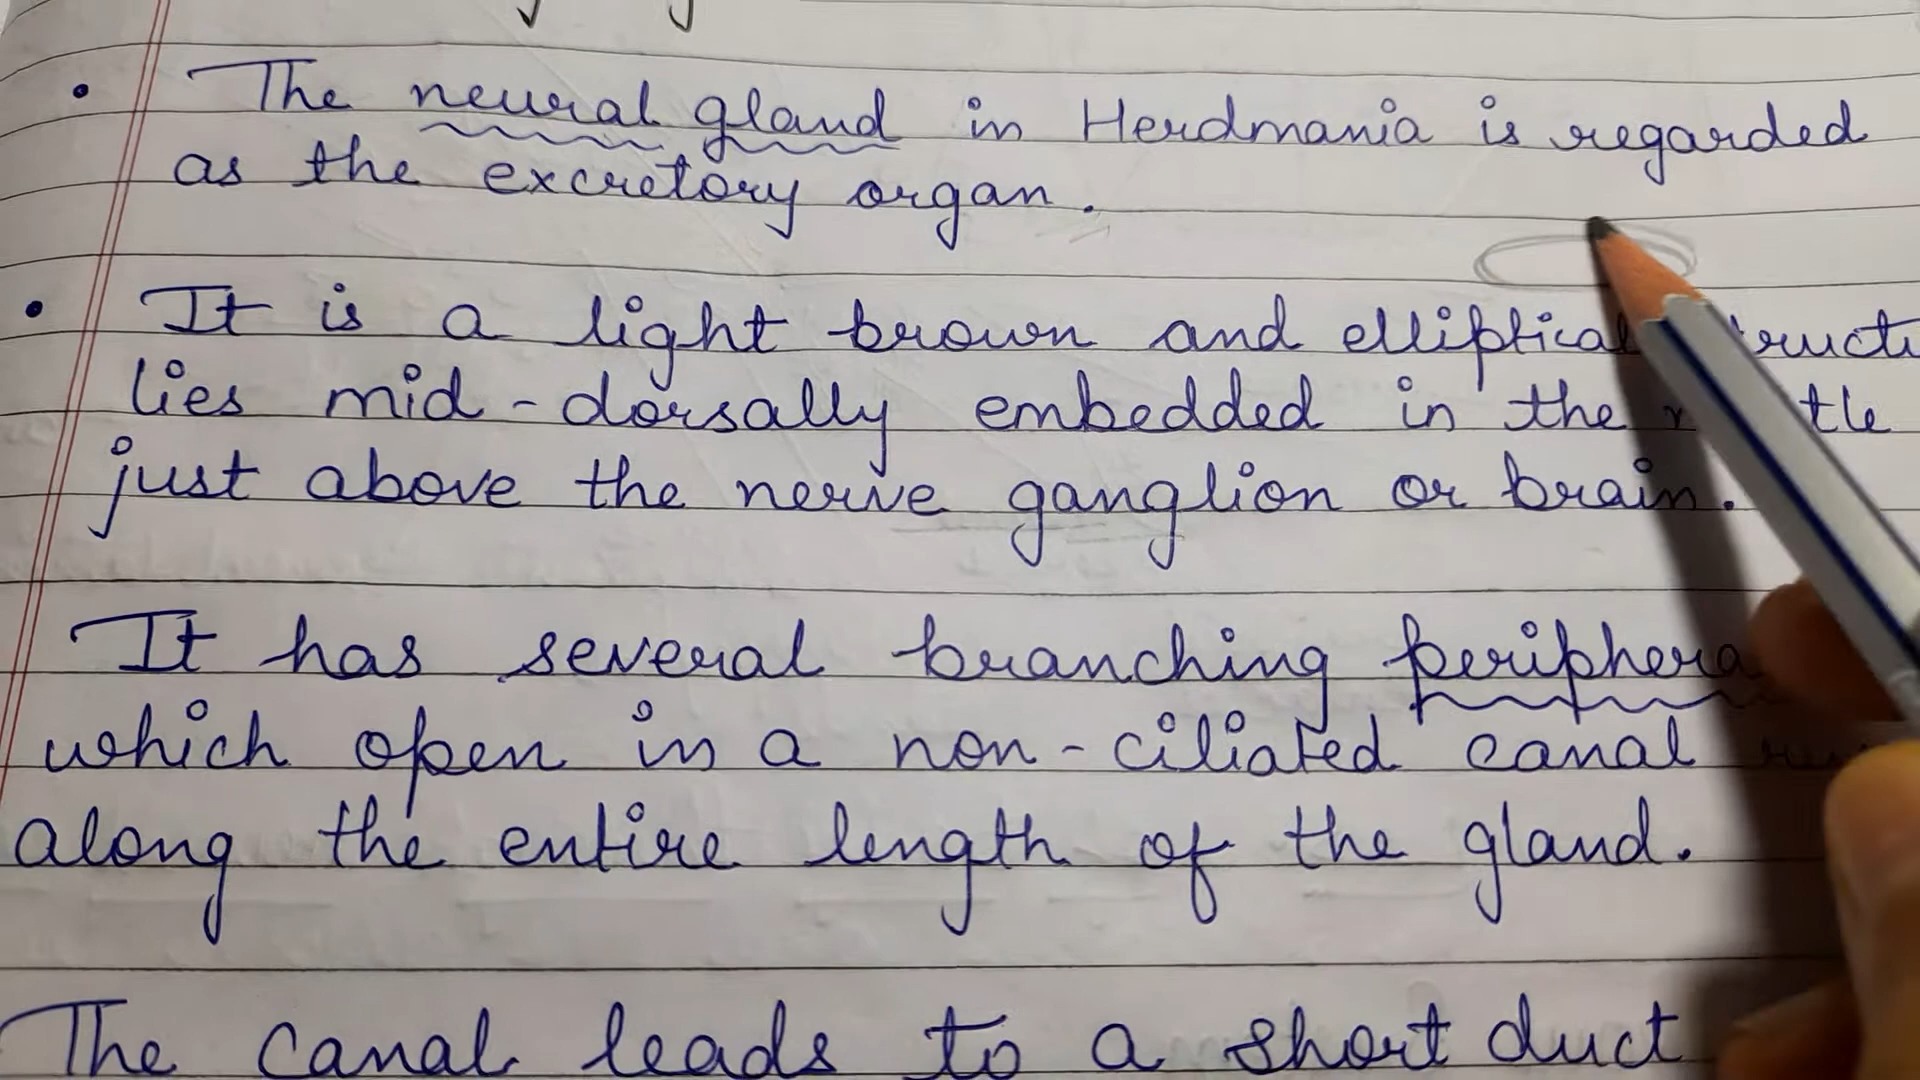 The neural gland in Herdmania is regarded
as the excretory organ.
It is a light brown and elliptical
lies mid-dorsally embedded in the
just above the nerve ganglion or brain.
It has several branching
which open in a non-ciliated canal
along the entire length of the gland.
The canal leads to a short duct